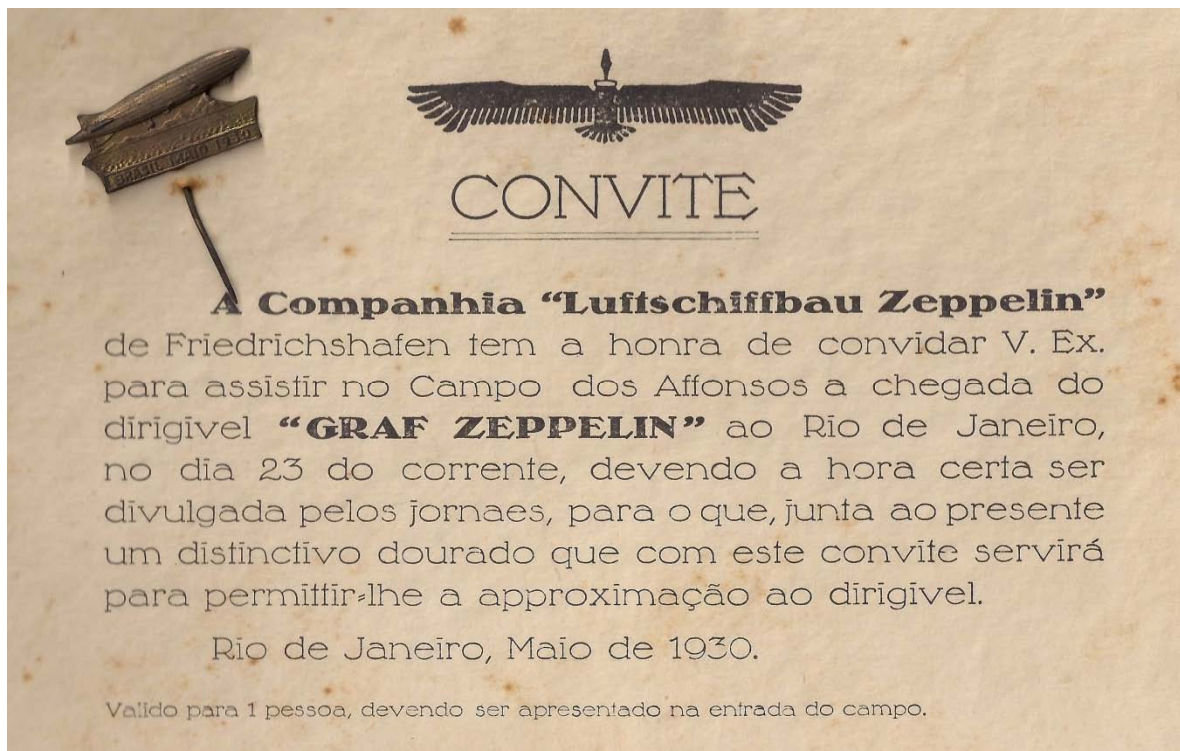 BRASIL MAIO 1930
CONVITE
A Companhia “Luftschiffbau Zeppelin”
de Friedrichshafen tem a honra de convidar V. Ex.
para assistir no Campo dos Affonsos a chegada do
dirigivel “GRAF ZEPPELIN” ao Rio de Janeiro,
no dia 23 do corrente, devendo a hora certa ser
divulgada pelos jornaes, para o que, junta ao presente
um distinctivo dourado que com este convite servirá
para permittir-lhe a approximação ao dirigivel.
Rio de Janeiro, Maio de 1930.
Valido para 1 pessoa, devendo ser apresentado na entrada do campo.